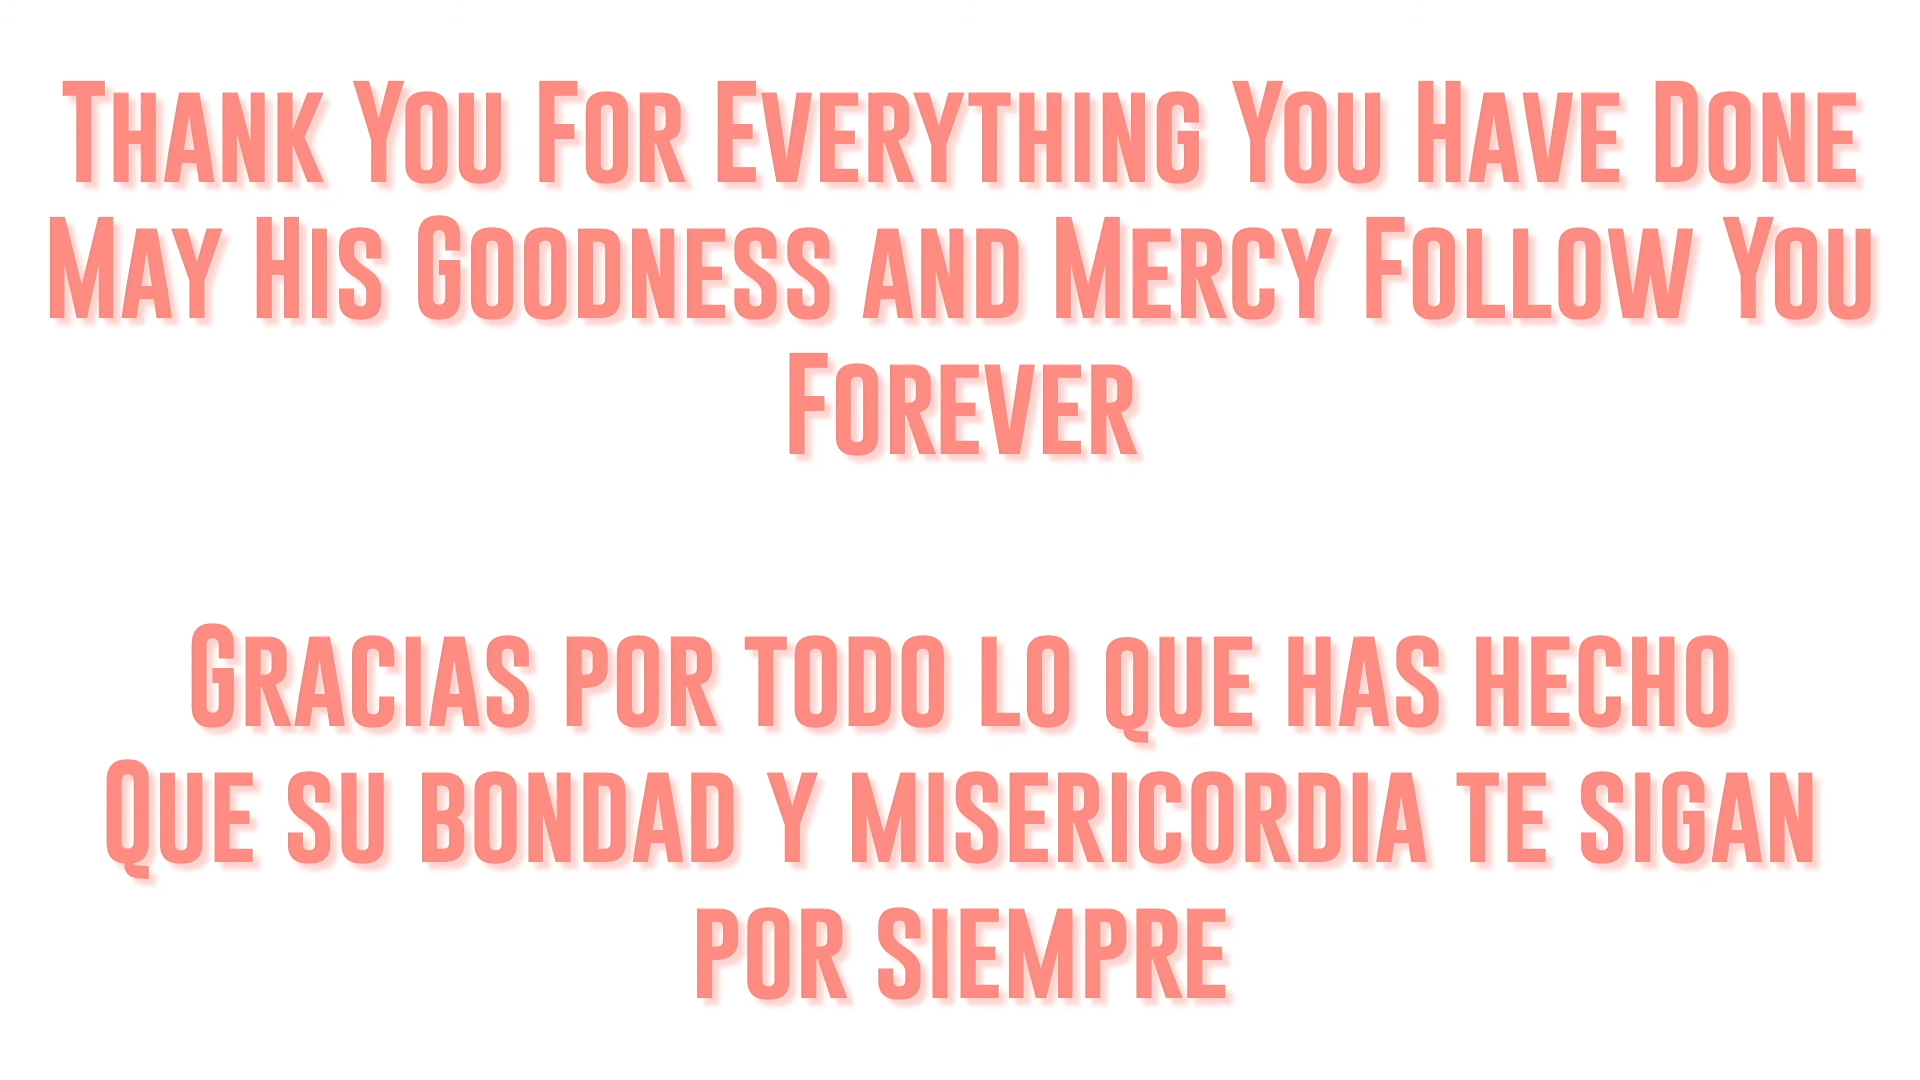 Thank You For Everything You Have Done
May His Goodness and Mercy Follow You
Forever
Gracias por todo lo que has hecho
Que su bondad y misericordia te sigan
por siempre